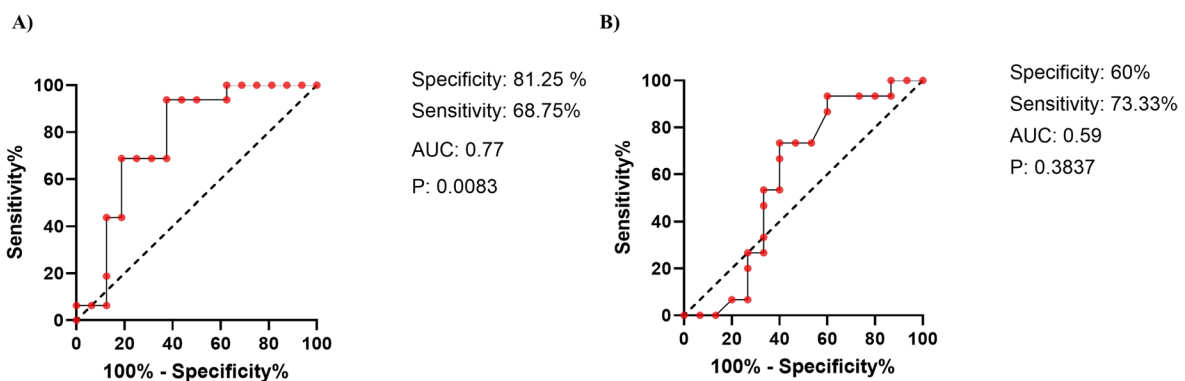 A)
Sensitivity%
100
80
60
40
20
0
0 20 40 60 80 100
100% - Specificity%
Specificity: 81.25 %
Sensitivity: 68.75%
AUC: 0.77
P: 0.0083
B)
Sensitivity%
100
80
60
40
20
0
0 20 40 60 80 100
100% - Specificity%
Specificity: 60%
Sensitivity: 73.33%
AUC: 0.59
P: 0.3837